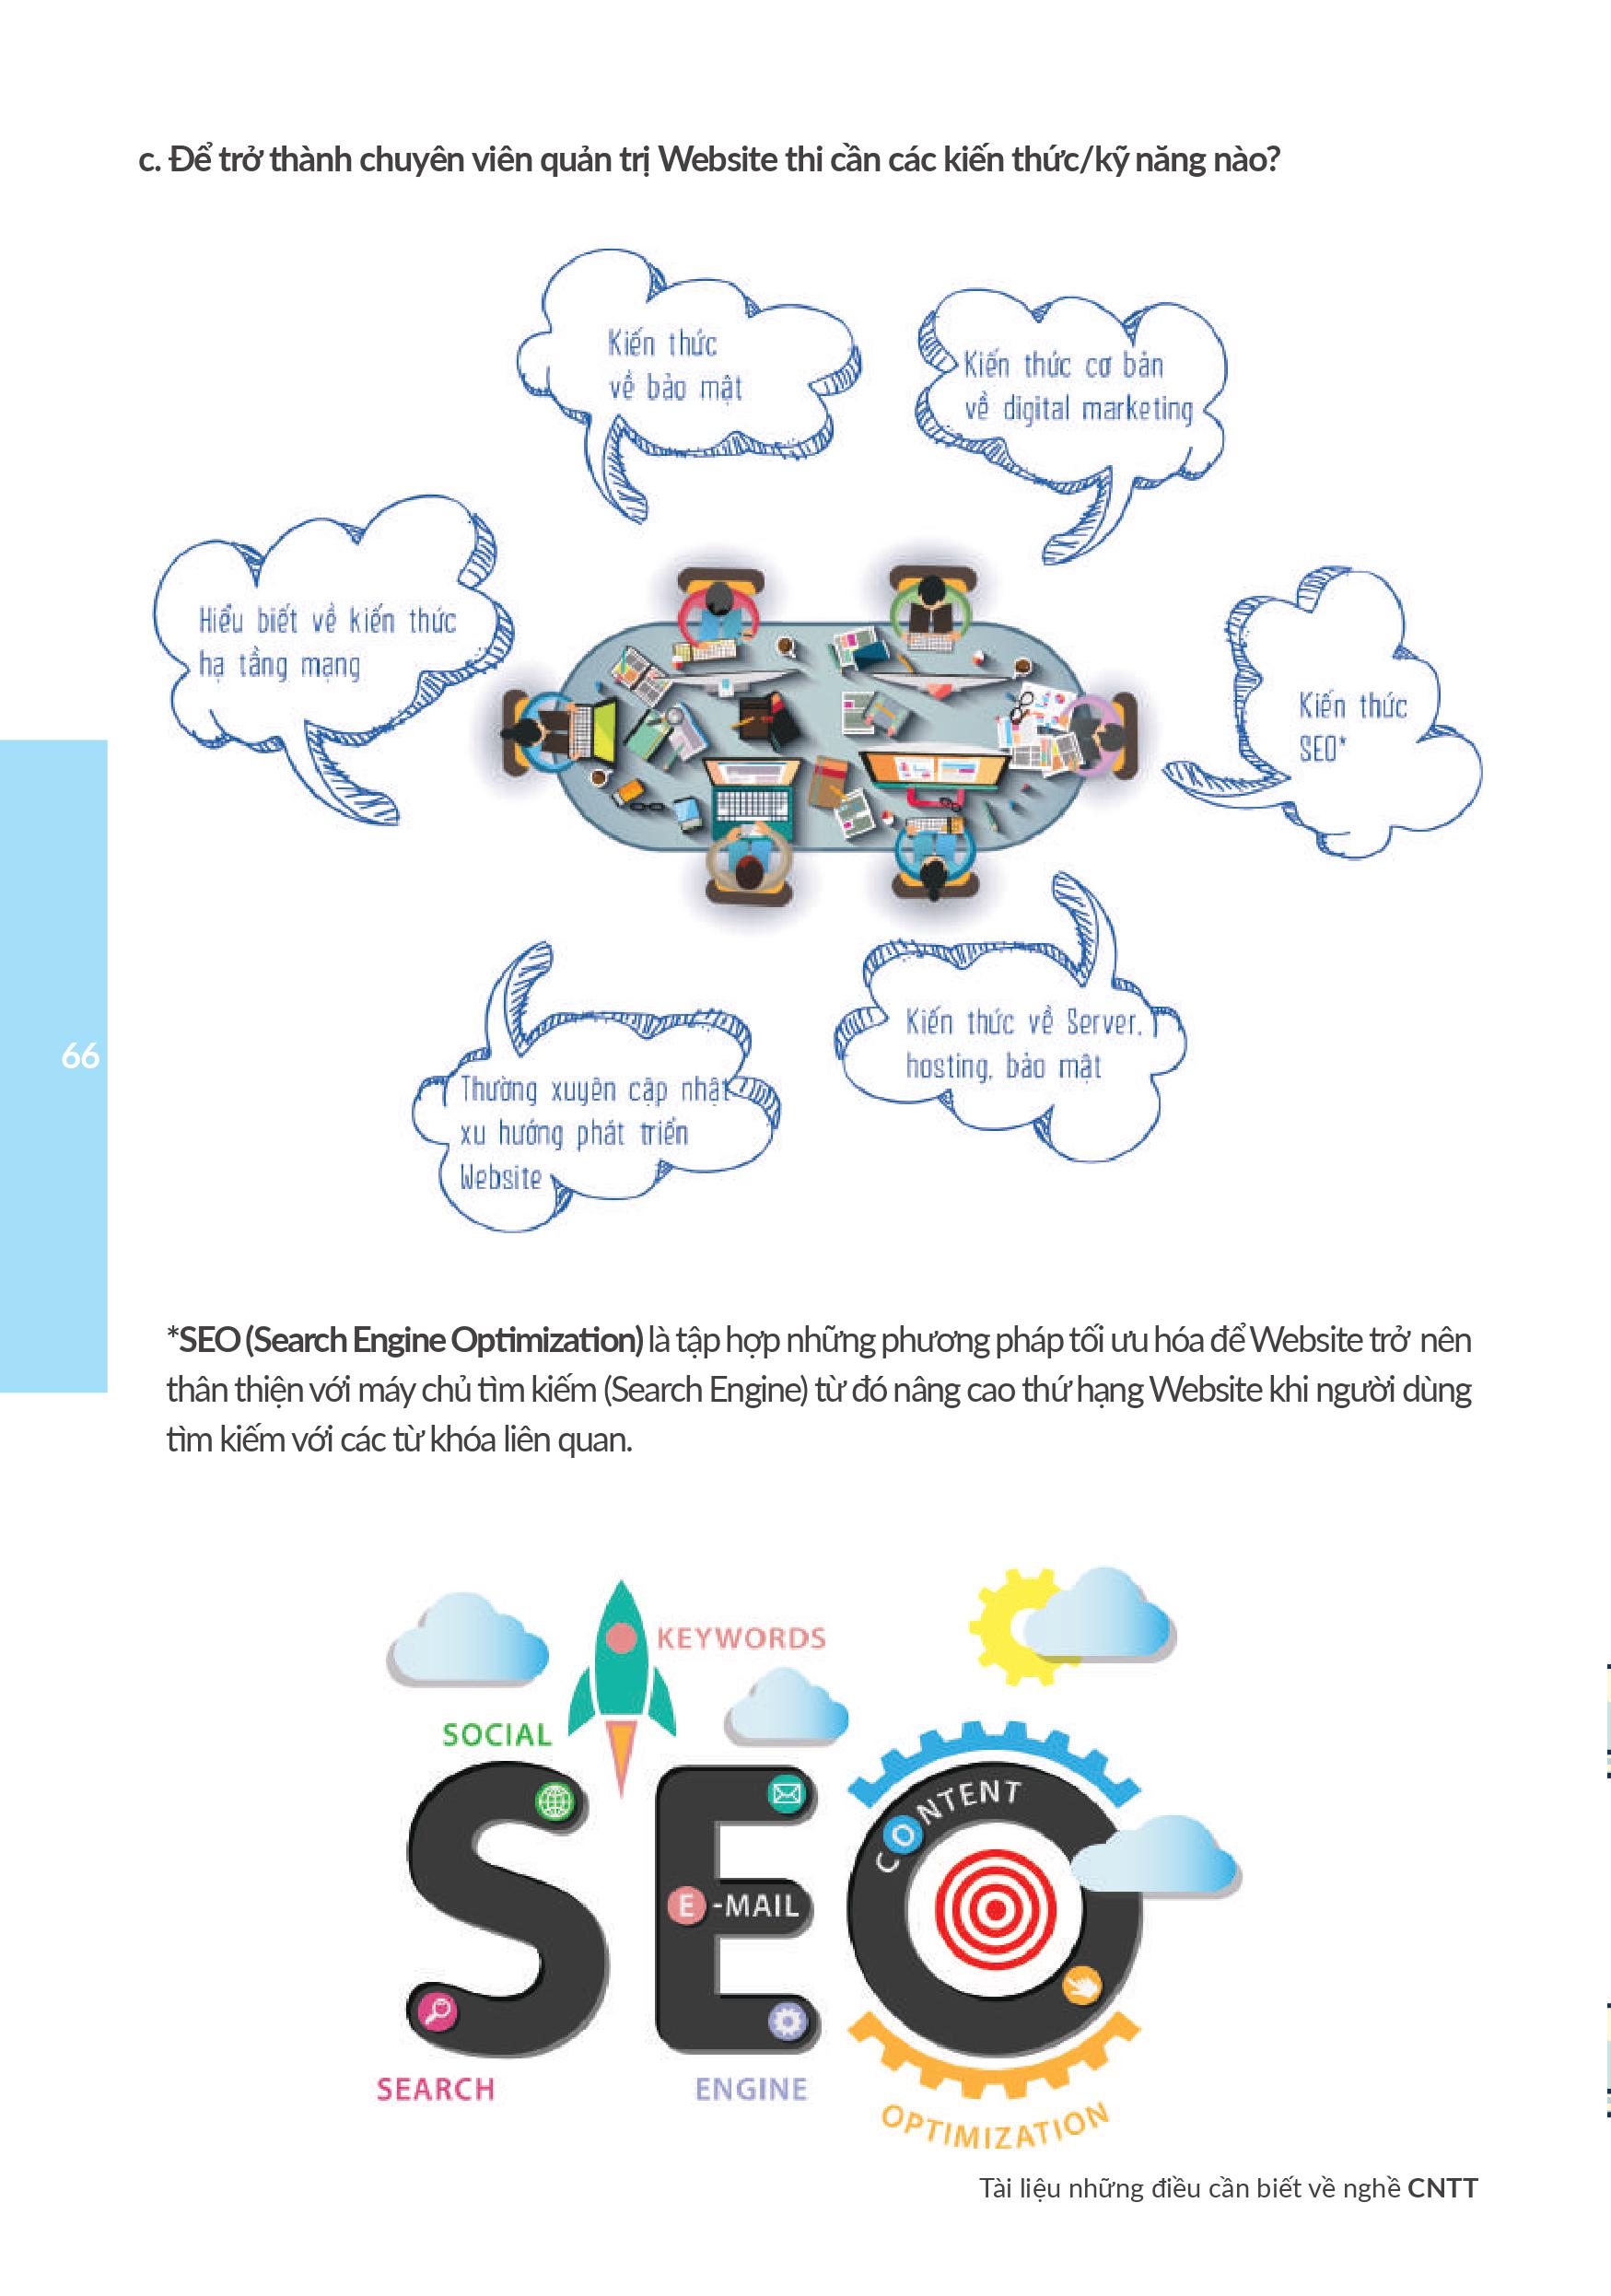 c. Để trở thành chuyên viên quản trị Website thi cần các kiến thức/kỹ năng nào?
Kiến thức
về bảo mật
Kiến thức cơ bản
về digital marketing
Hiểu biết về kiến thức
hạ tầng mạng
Kiến thức
SEO*
Kiến thức về Server,
hosting, bảo mật
Thường xuyên cập nhật
xu hướng phát triển
Website
66
*SEO (Search Engine Optimization) là tập hợp những phương pháp tối ưu hóa để Website trở nên
thân thiện với máy chủ tìm kiếm (Search Engine) từ đó nâng cao thứ hạng Website khi người dùng
tìm kiếm với các từ khóa liên quan.
KEYWORDS
SOCIAL
SEO
CONTENT
E-MAIL
SEARCH
ENGINE
OPTIMIZATION
Tài liệu những điều cần biết về nghề CNTT